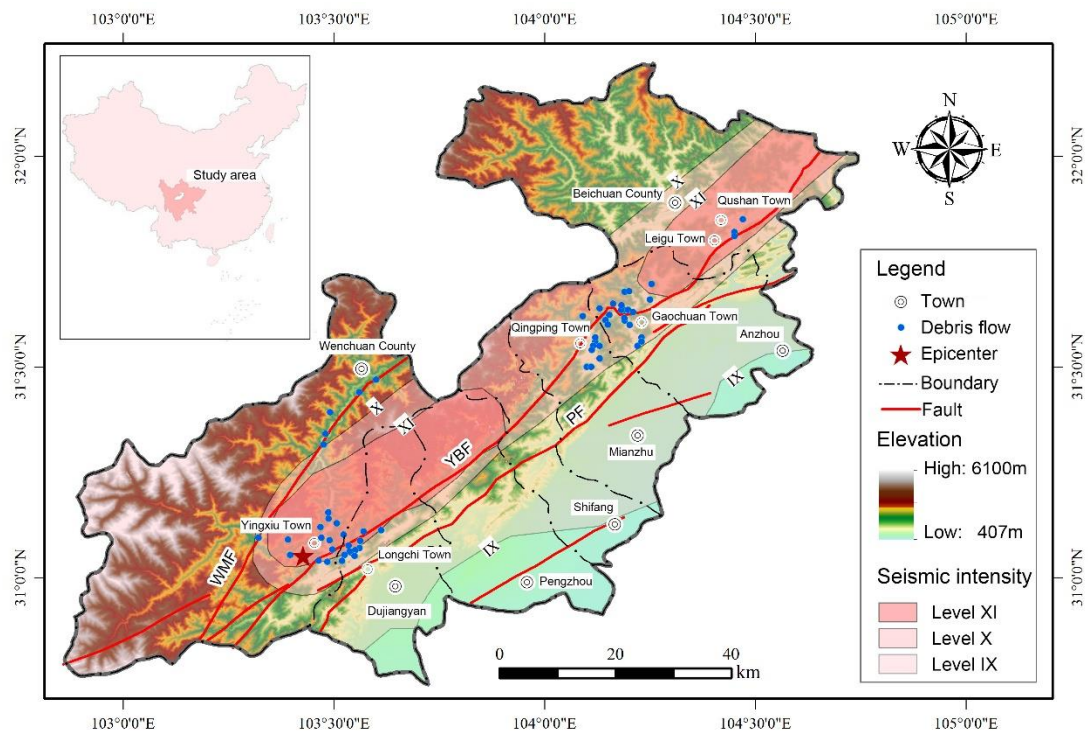 103°0'0"E 103°30'0"E 104°0'0"E 104°30'0"E 105°0'0"E
32°0'0"N
31°30'0"N
31°0'0"N
Study area
N
W E
S
Beichuan County
X
XI
Qushan Town
Leigu Town
Gaochuan Town
Qingping Town
Anzhou
Wenchuan County
IX
X
XI
YBF
PF
Mianzhu
Yingxiu Town
Shifang
WMF
Longchi Town
IX
Dujiangyan
Pengzhou
0 20 40
km
Legend
Town
Debris flow
Epicenter
Boundary
Fault
Elevation
High: 6100m
Low: 407m
Seismic intensity
Level XI
Level X
Level IX
32°0'0"N
31°30'0"N
31°0'0"N
103°0'0"E 103°30'0"E 104°0'0"E 104°30'0"E 105°0'0"E